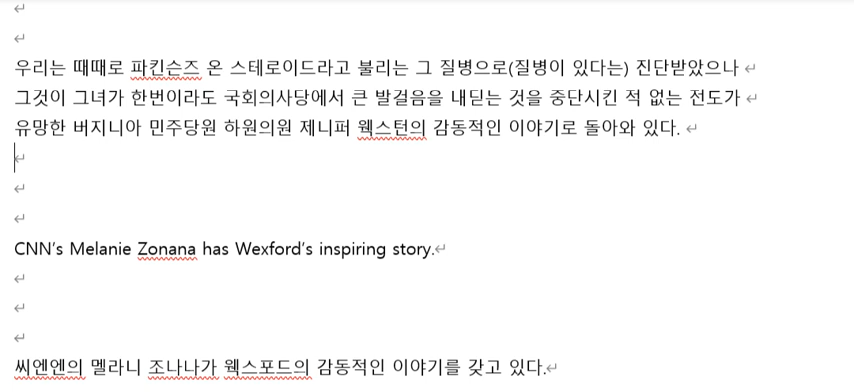 우리는 때때로 파킨슨즈 온 스테로이드라고 불리는 그 질병으로(질병이 있다는) 진단받았으나
그것이 그녀가 한번이라도 국회의사당에서 큰 발걸음을 내딛는 것을 중단시킨 적 없는 전도가
유망한 버지니아 민주당원 하원의원 제니퍼 웩스턴의 감동적인 이야기로 돌아와 있다.
CNN's Melanie Zonana has Wexford's inspiring story.
씨엔엔의 멜라니 조나나가 웩스포드의 감동적인 이야기를 갖고 있다.